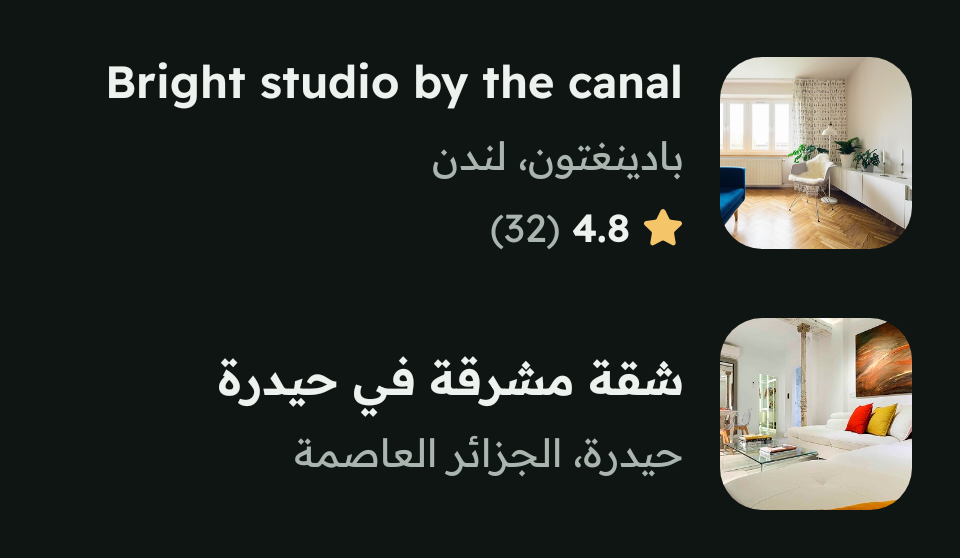 Bright studio by the canal
بادينغتون، لندن
4.8 (32)
شقة مشرقة في حيدرة
حيدرة، الجزائر العاصمة